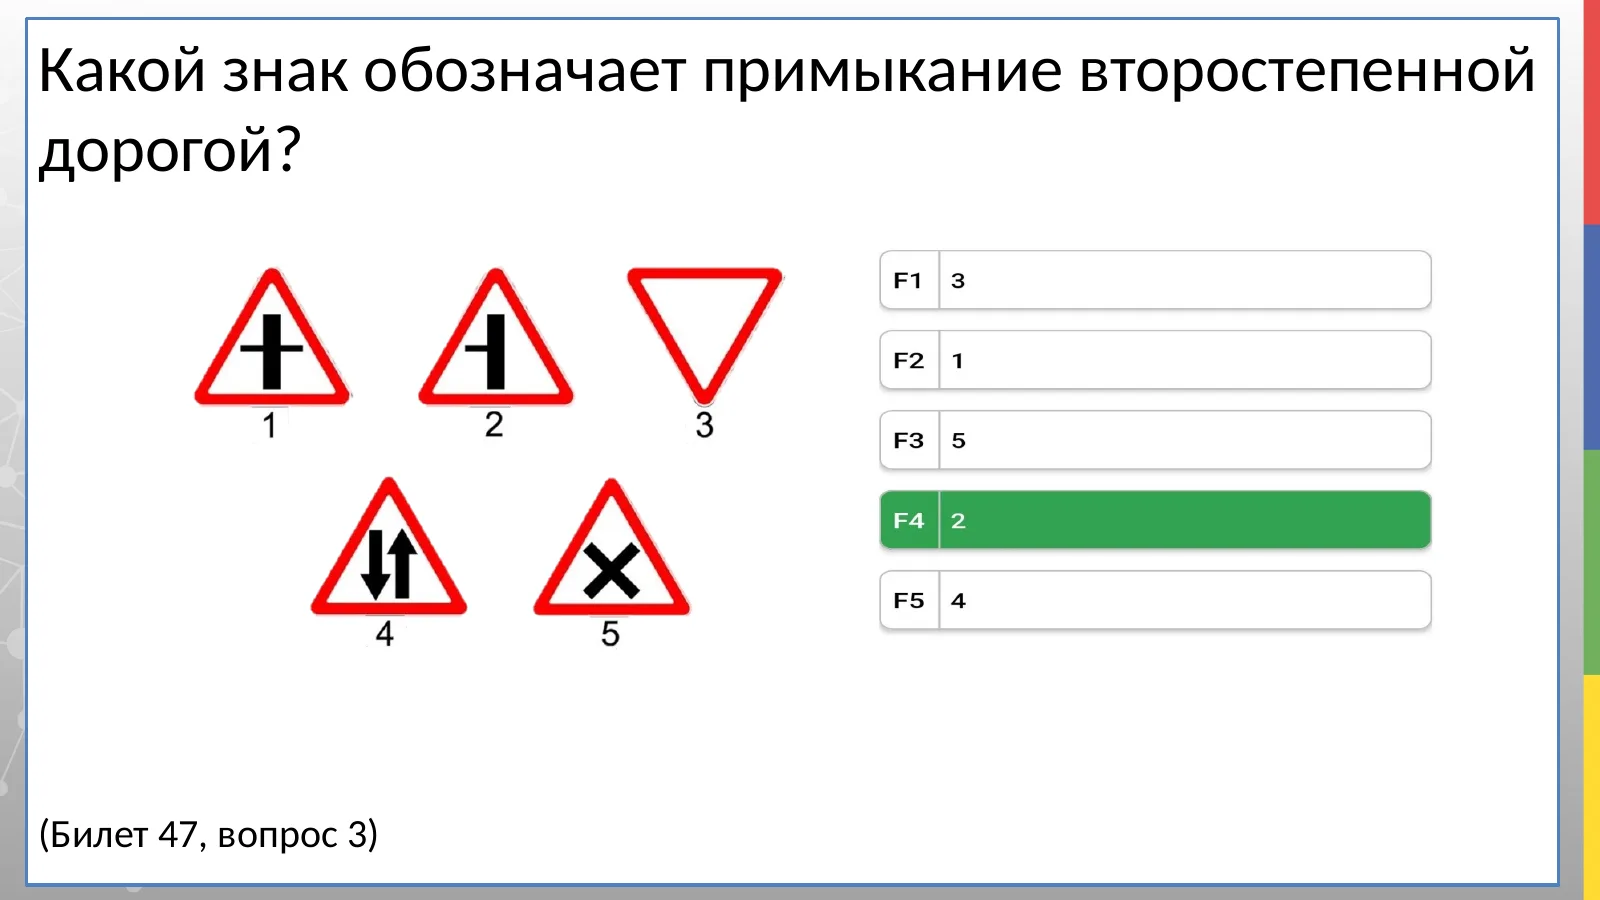 Какой знак обозначает примыкание второстепенной
дорогой?
1
2
3
4
5
F1 3
F2 1
F3 5
F4 2
F5 4
(Билет 47, вопрос 3)